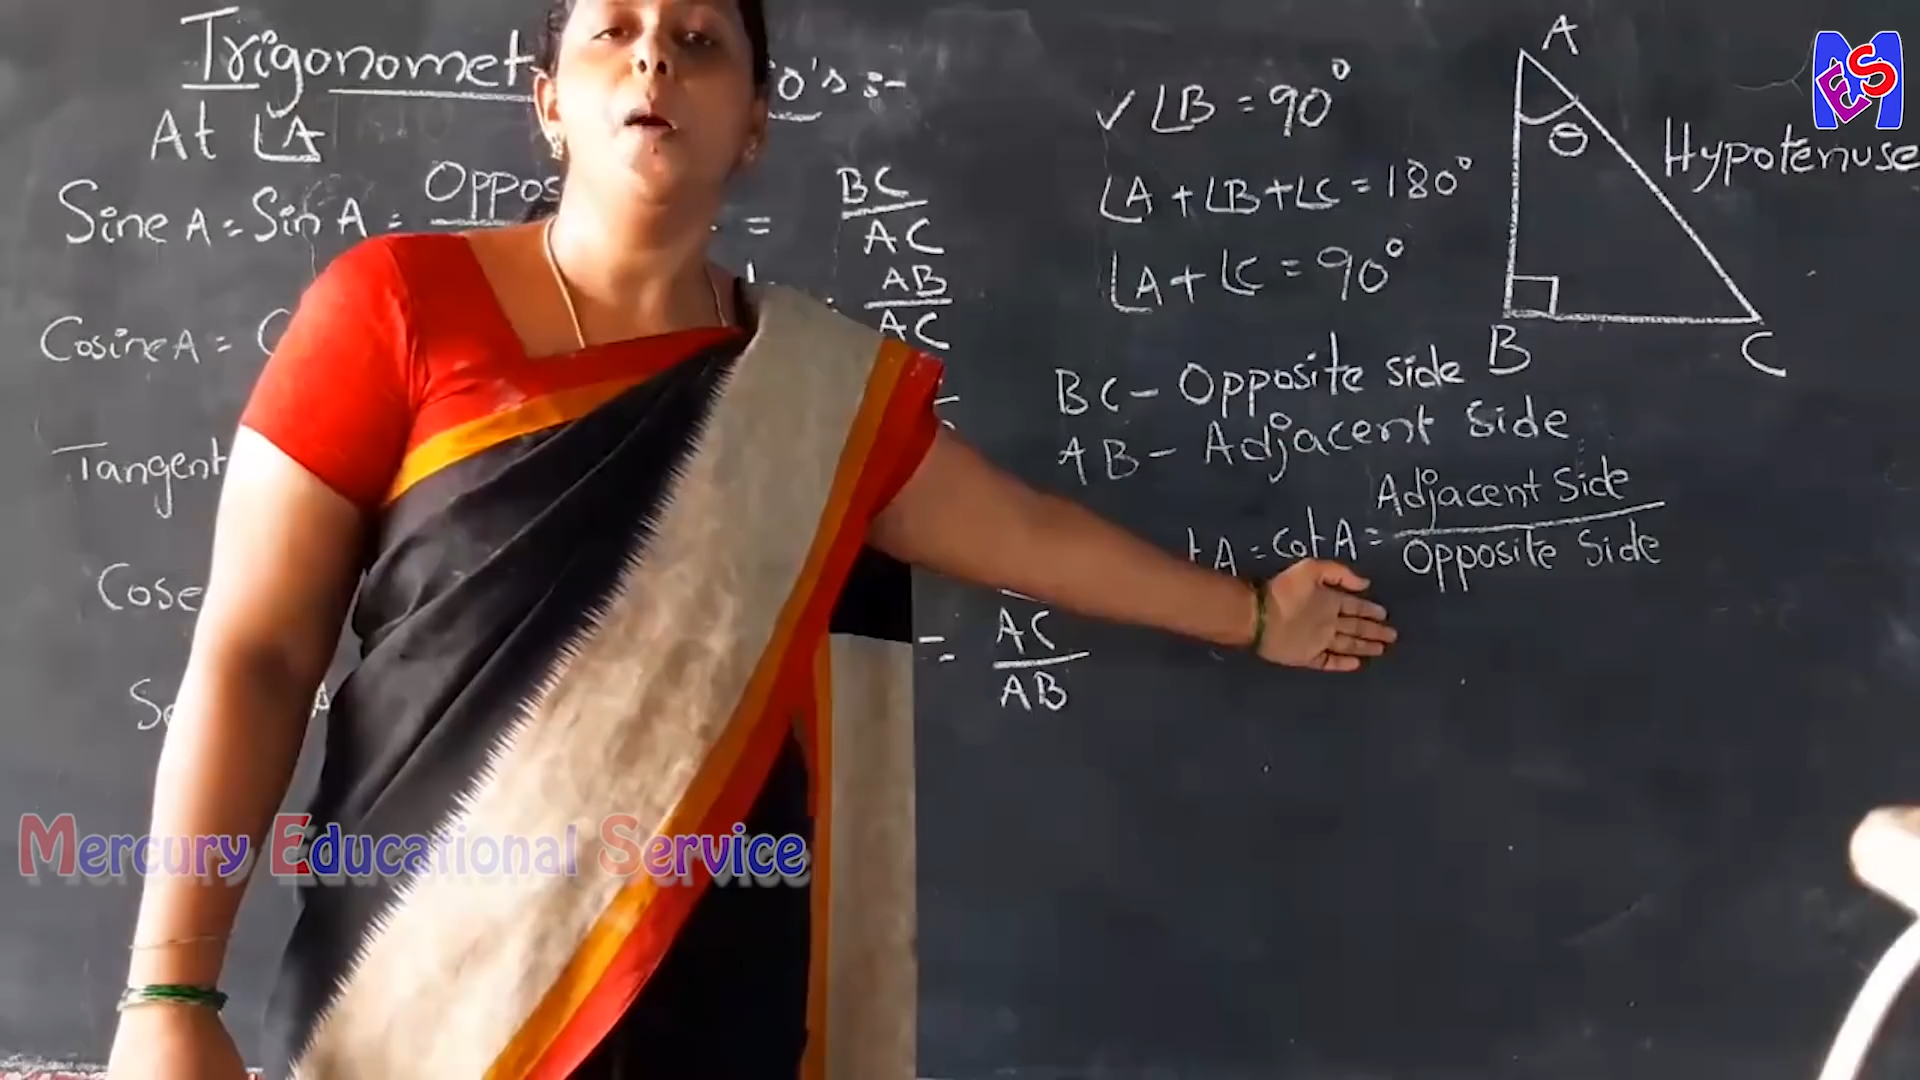 Trigonomet o's :-
At ∠A
Sine A = Sin A = Oppos = BC/AC
Cosine A = C AB/AC
Tangent
Cose
Se A = AC/AB
✓ ∠B = 90°
∠A + ∠B + ∠C = 180°
∠A + ∠C = 90°
BC - Opposite side
AB - Adjacent side
t A = cot A = Adjacent Side/Opposite Side
A
θ
Hypotenuse
B
C
MES
Mercury Educational Service